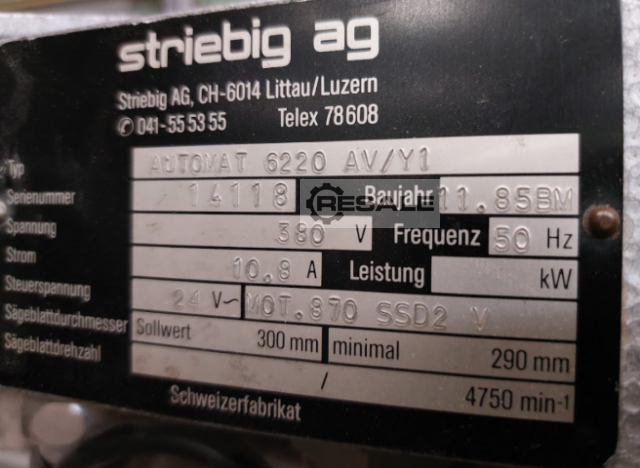 striebig ag
Striebig AG, CH-6014 Littau/Luzern
✆ 041-55 53 55 Telex 78 608
Typ AUTOMAT 6220 AV/Y1
Serienummer 14118 Baujahr 11.85BM
Spannung 380 V Frequenz 50 Hz
Strom 10.8 A Leistung kW
Steuerspannung 24 V~ MOT.870 SSD2 V
Sägeblattdurchmesser Sollwert 300 mm minimal 290 mm
Sägeblattdrehzahl / 4750 min-1
Schweizerfabrikat
RESALE